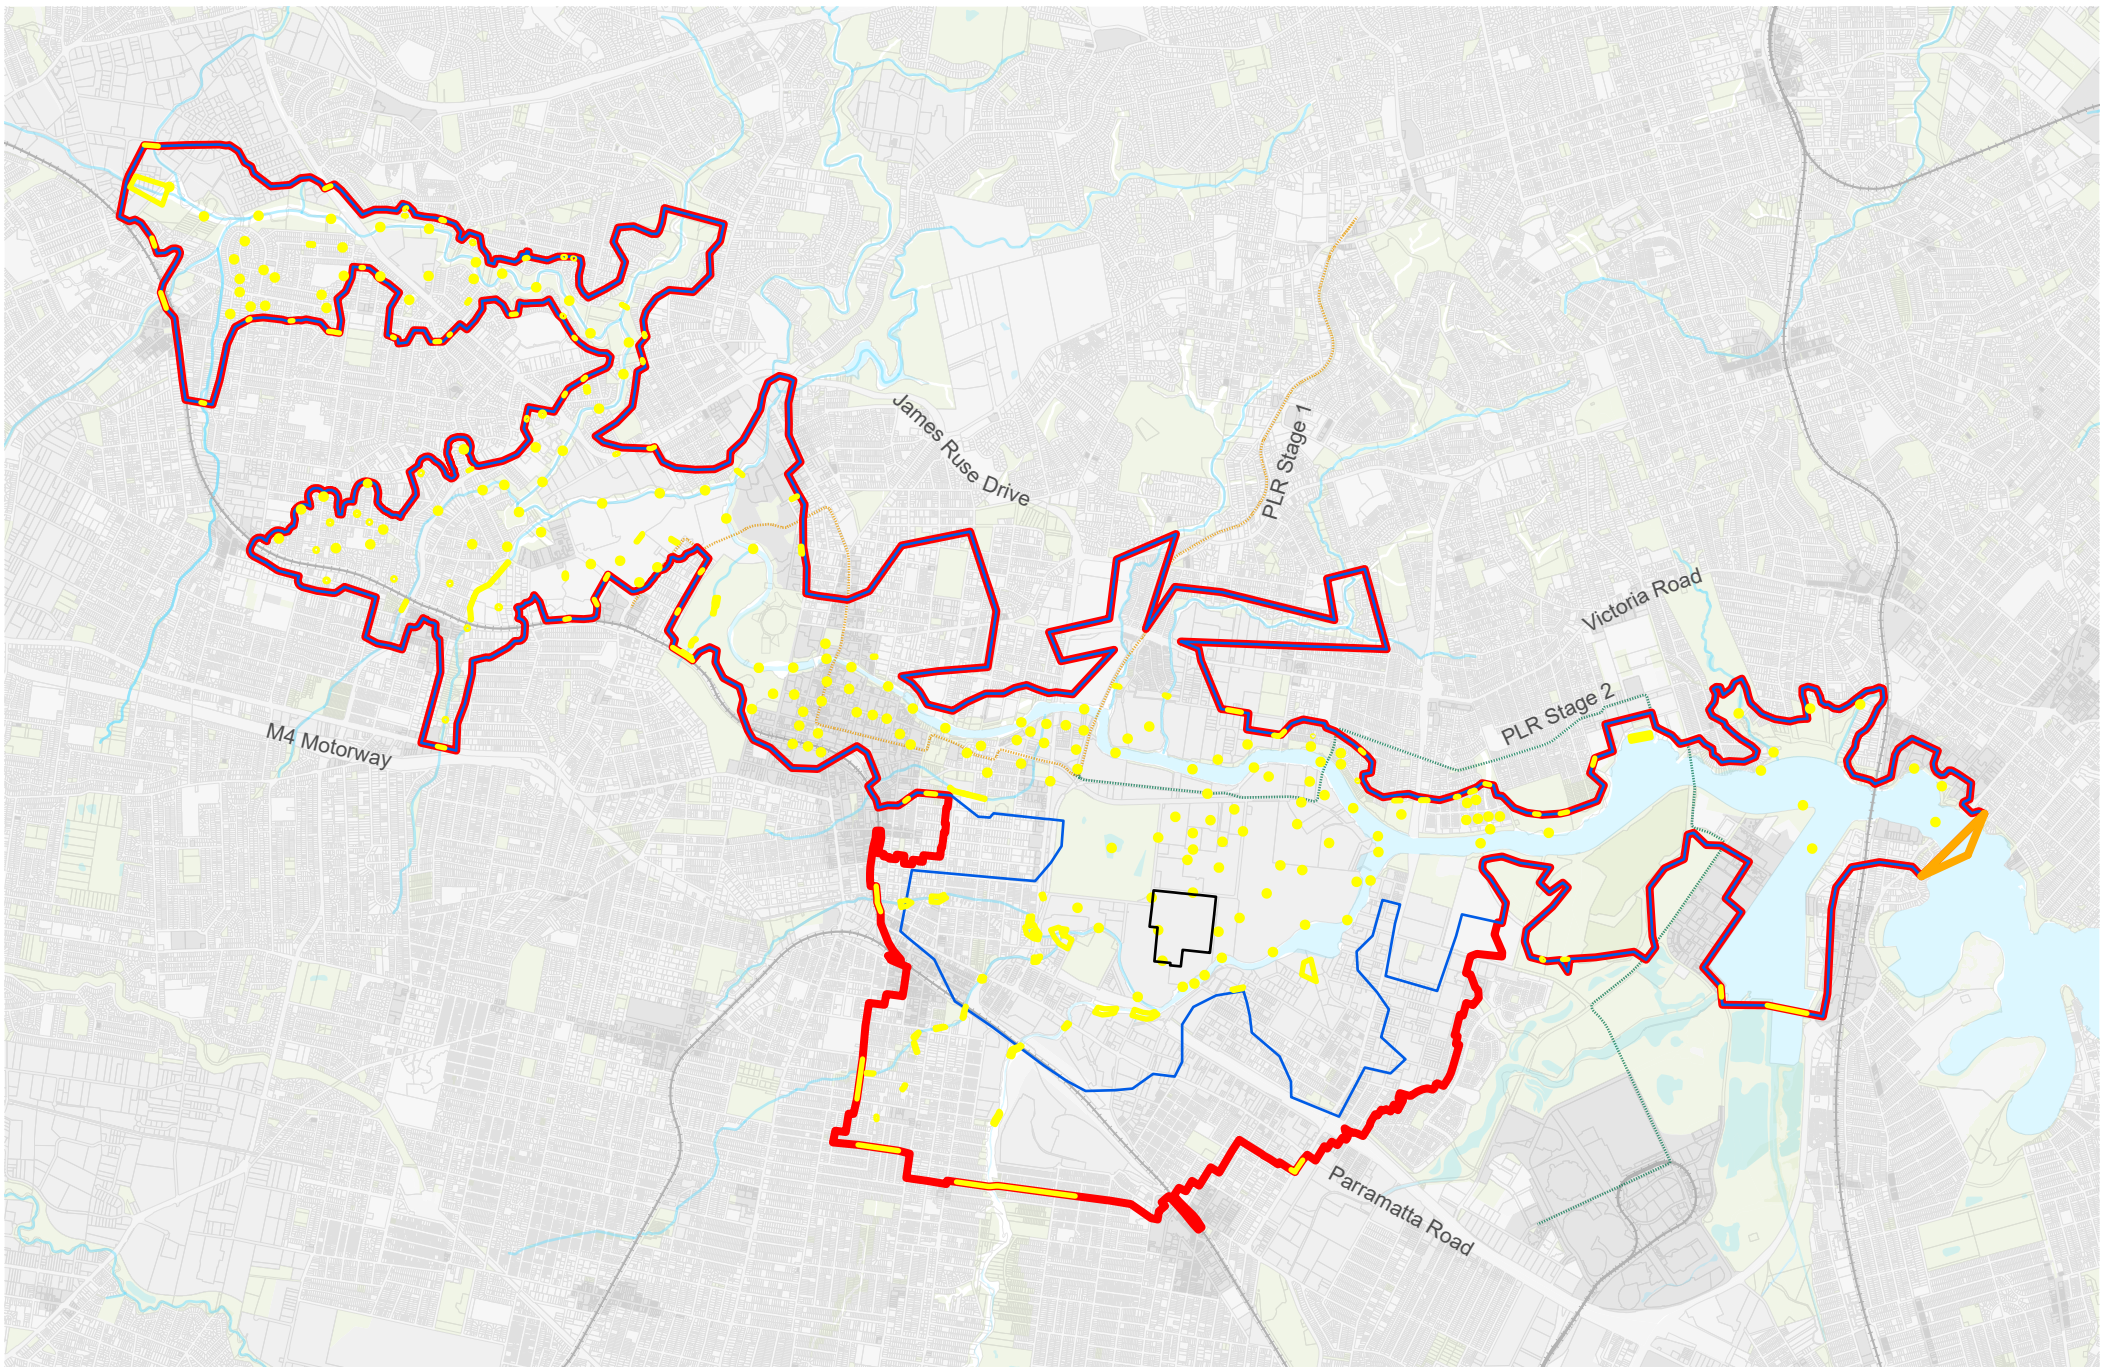 James Ruse Drive
PLR Stage 1
Victoria Road
PLR Stage 2
M4 Motorway
Parramatta Road